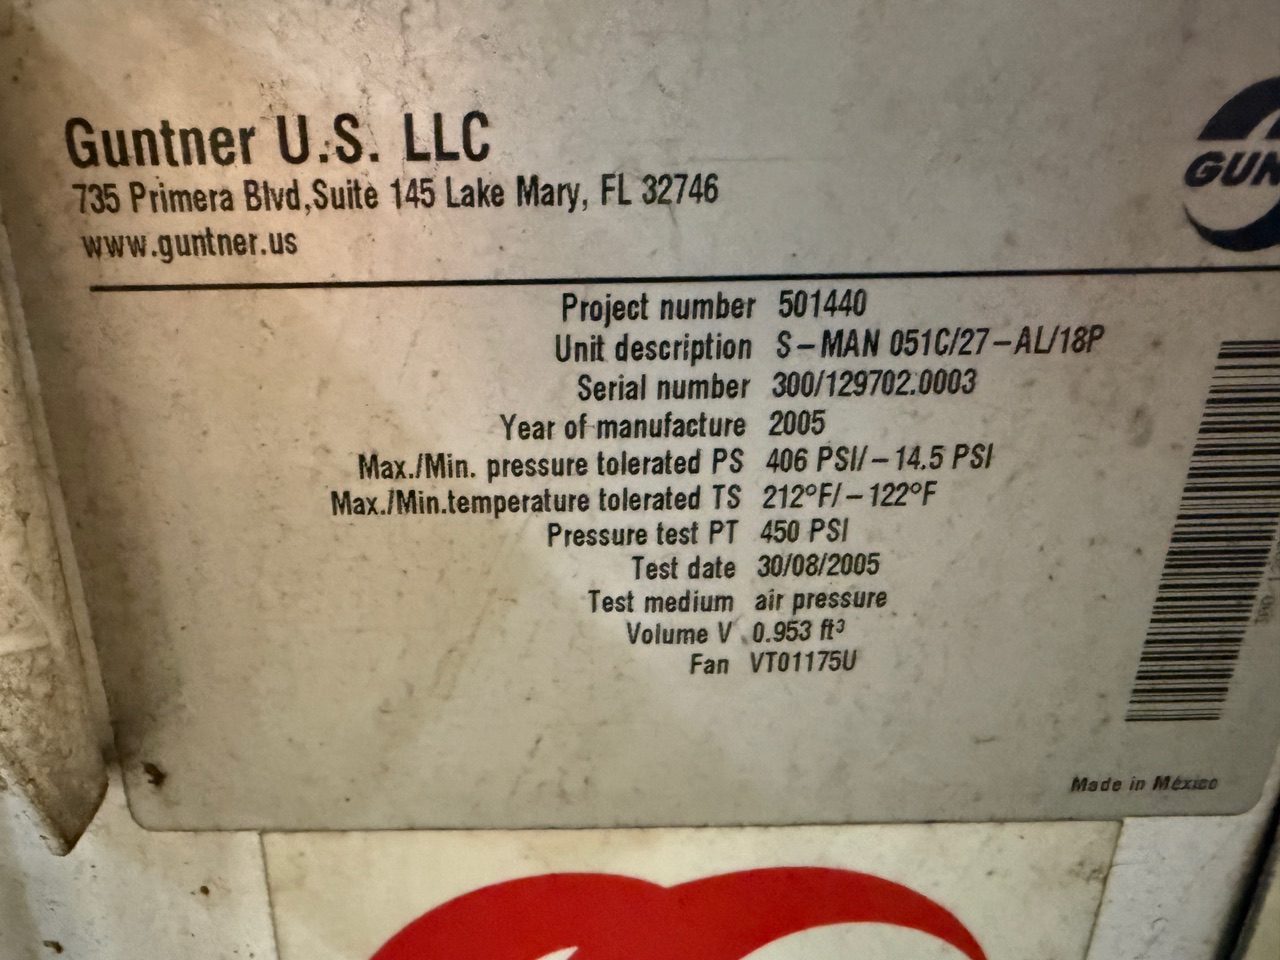 Guntner U.S. LLC
735 Primera Blvd,Suite 145 Lake Mary, FL 32746
www.guntner.us
GUN
Project number 501440
Unit description S-MAN 051C/27-AL/18P
Serial number 300/129702.0003
Year of manufacture 2005
Max./Min. pressure tolerated PS 406 PSI/-14.5 PSI
Max./Min.temperature tolerated TS 212°F/-122°F
Pressure test PT 450 PSI
Test date 30/08/2005
Test medium air pressure
Volume V 0.953 ft³
Fan VT01175U
Made in México